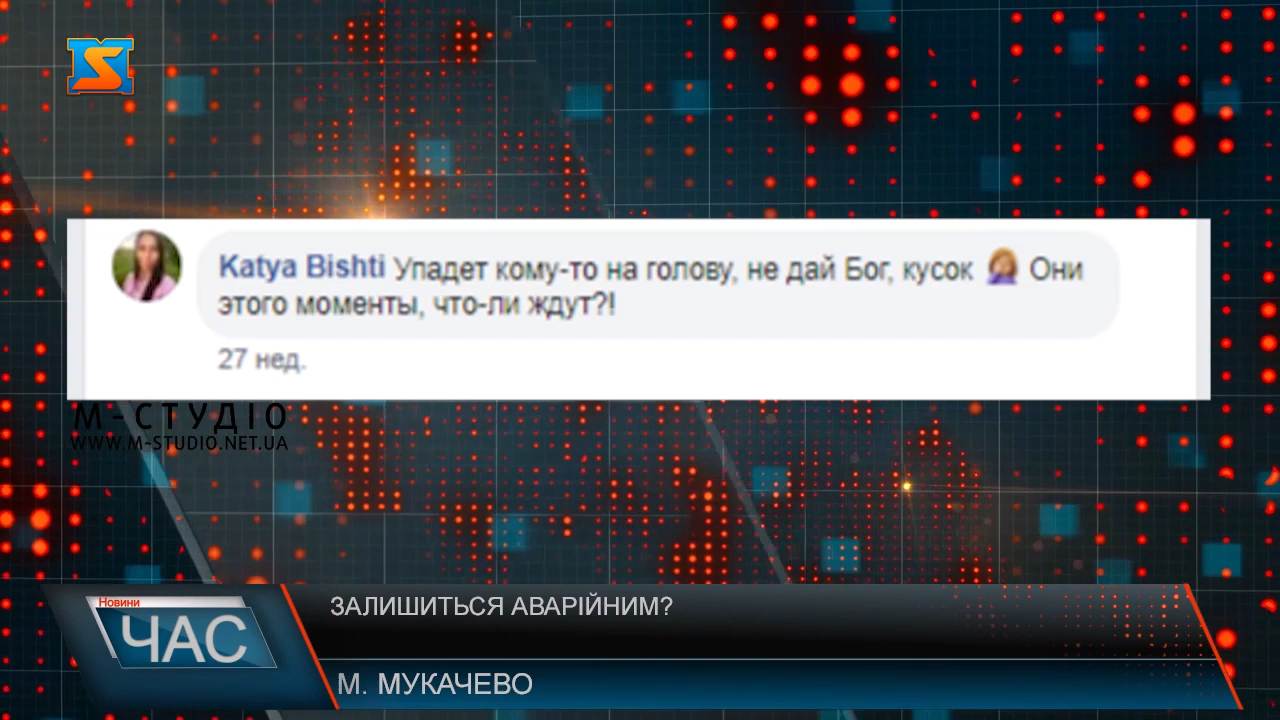 Katya Bishti Упадет кому-то на голову, не дай Бог, кусок 🤦🏼‍♀️ Они
этого моменты, что-ли ждут?!
27 нед.
М-СТУДІО
WWW.M-STUDIO.NET.UA
Новини
ЧАС
ЗАЛИШИТЬСЯ АВАРІЙНИМ?
М. МУКАЧЕВО